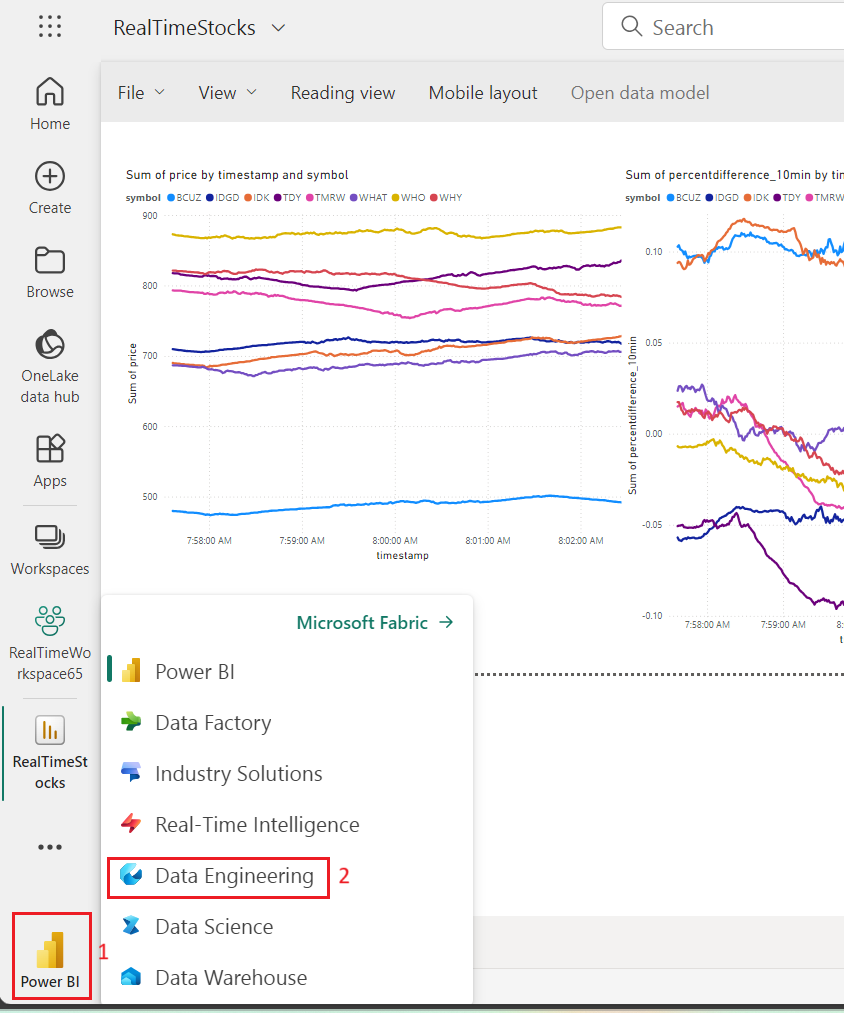 RealTimeStocks
Search
Home
Create
Browse
OneLake
data hub
Apps
Workspaces
RealTimeWo
rkspace65
RealTimeSt
ocks
Power BI
1
File
View
Reading view
Mobile layout
Open data model
Sum of price by timestamp and symbol
symbol BCUZ IDGD IDK TDY TMRW WHAT WHO WHY
900
800
700
600
500
Sum of price
7:58:00 AM 7:59:00 AM 8:00:00 AM 8:01:00 AM 8:02:00 AM
timestamp
Sum of percentdifference_10min by tim
symbol BCUZ IDGD IDK TDY TMRW
0.10
0.05
0.00
-0.05
-0.10
Sum of percentdifference_10min
7:58:00 AM 7:59:00 AM 8:
t
Microsoft Fabric
Power BI
Data Factory
Industry Solutions
Real-Time Intelligence
Data Engineering 2
Data Science
Data Warehouse